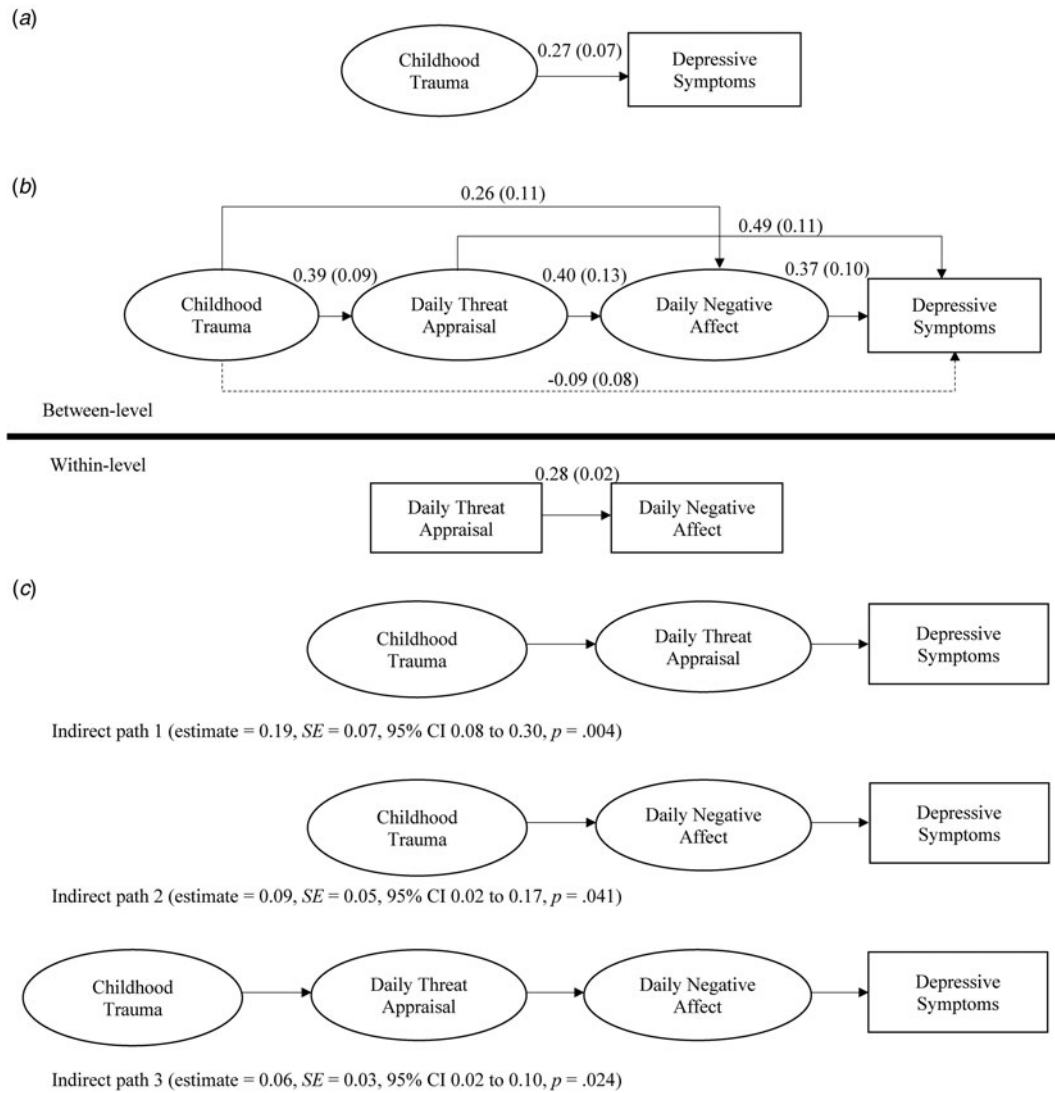 (a)
Childhood
Trauma
0.27 (0.07)
Depressive
Symptoms
(b)
0.26 (0.11)
0.49 (0.11)
Childhood
Trauma
0.39 (0.09)
Daily Threat
Appraisal
0.40 (0.13)
Daily Negative
Affect
0.37 (0.10)
Depressive
Symptoms
-0.09 (0.08)
Between-level
Within-level
Daily Threat
Appraisal
0.28 (0.02)
Daily Negative
Affect
(c)
Childhood
Trauma
Daily Threat
Appraisal
Depressive
Symptoms
Indirect path 1 (estimate = 0.19, SE = 0.07, 95% CI 0.08 to 0.30, p = .004)
Childhood
Trauma
Daily Negative
Affect
Depressive
Symptoms
Indirect path 2 (estimate = 0.09, SE = 0.05, 95% CI 0.02 to 0.17, p = .041)
Childhood
Trauma
Daily Threat
Appraisal
Daily Negative
Affect
Depressive
Symptoms
Indirect path 3 (estimate = 0.06, SE = 0.03, 95% CI 0.02 to 0.10, p = .024)